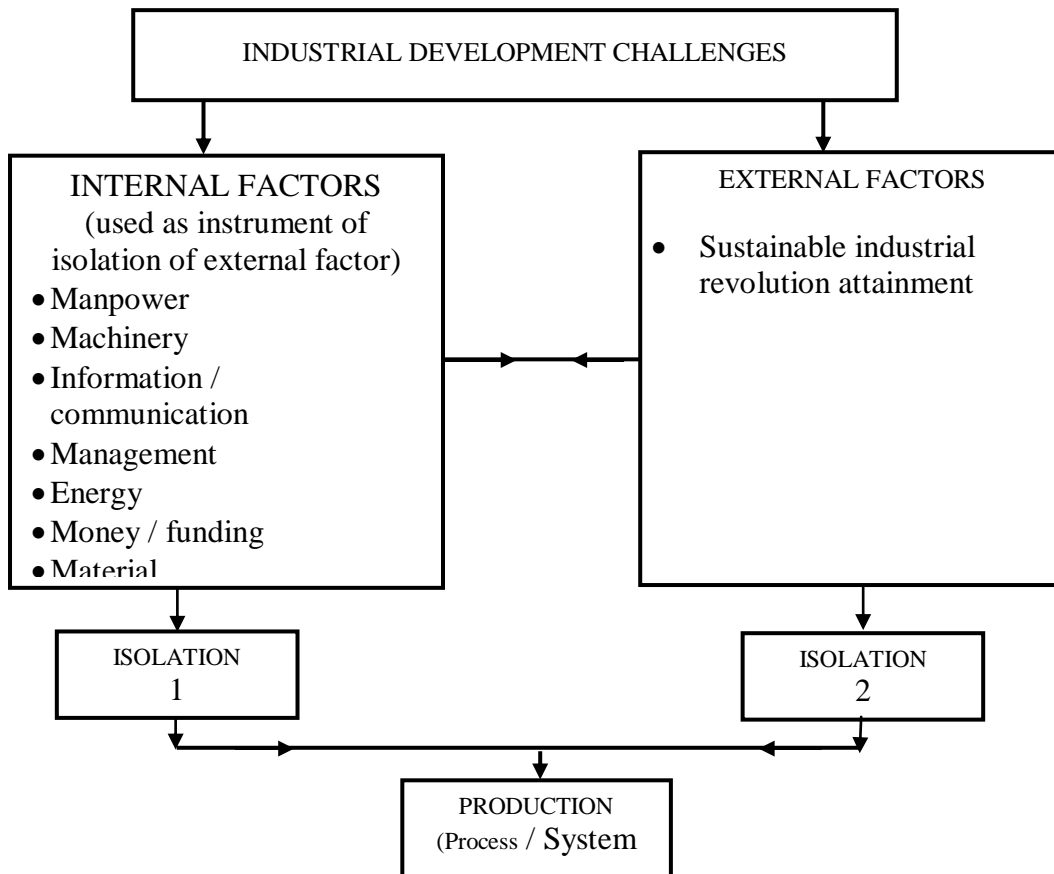 INDUSTRIAL DEVELOPMENT CHALLENGES
INTERNAL FACTORS
(used as instrument of
isolation of external factor)
• Manpower
• Machinery
• Information /
communication
• Management
• Energy
• Money / funding
• Material
EXTERNAL FACTORS
• Sustainable industrial
revolution attainment
ISOLATION
1
ISOLATION
2
PRODUCTION
(Process / System